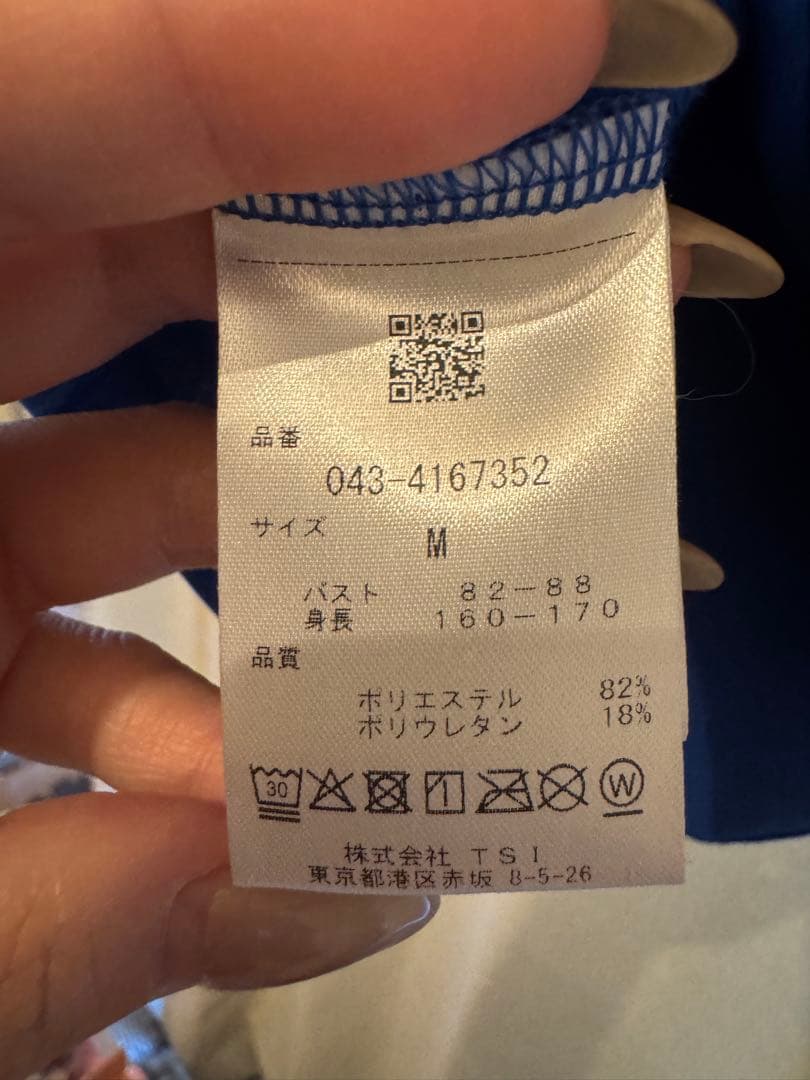 品番
043-4167352
サイズ
M
バスト 82-88
身長 160-170
品質
ポリエステル 82%
ポリウレタン 18%
30
W
株式会社 TSI
東京都港区赤坂 8-5-26